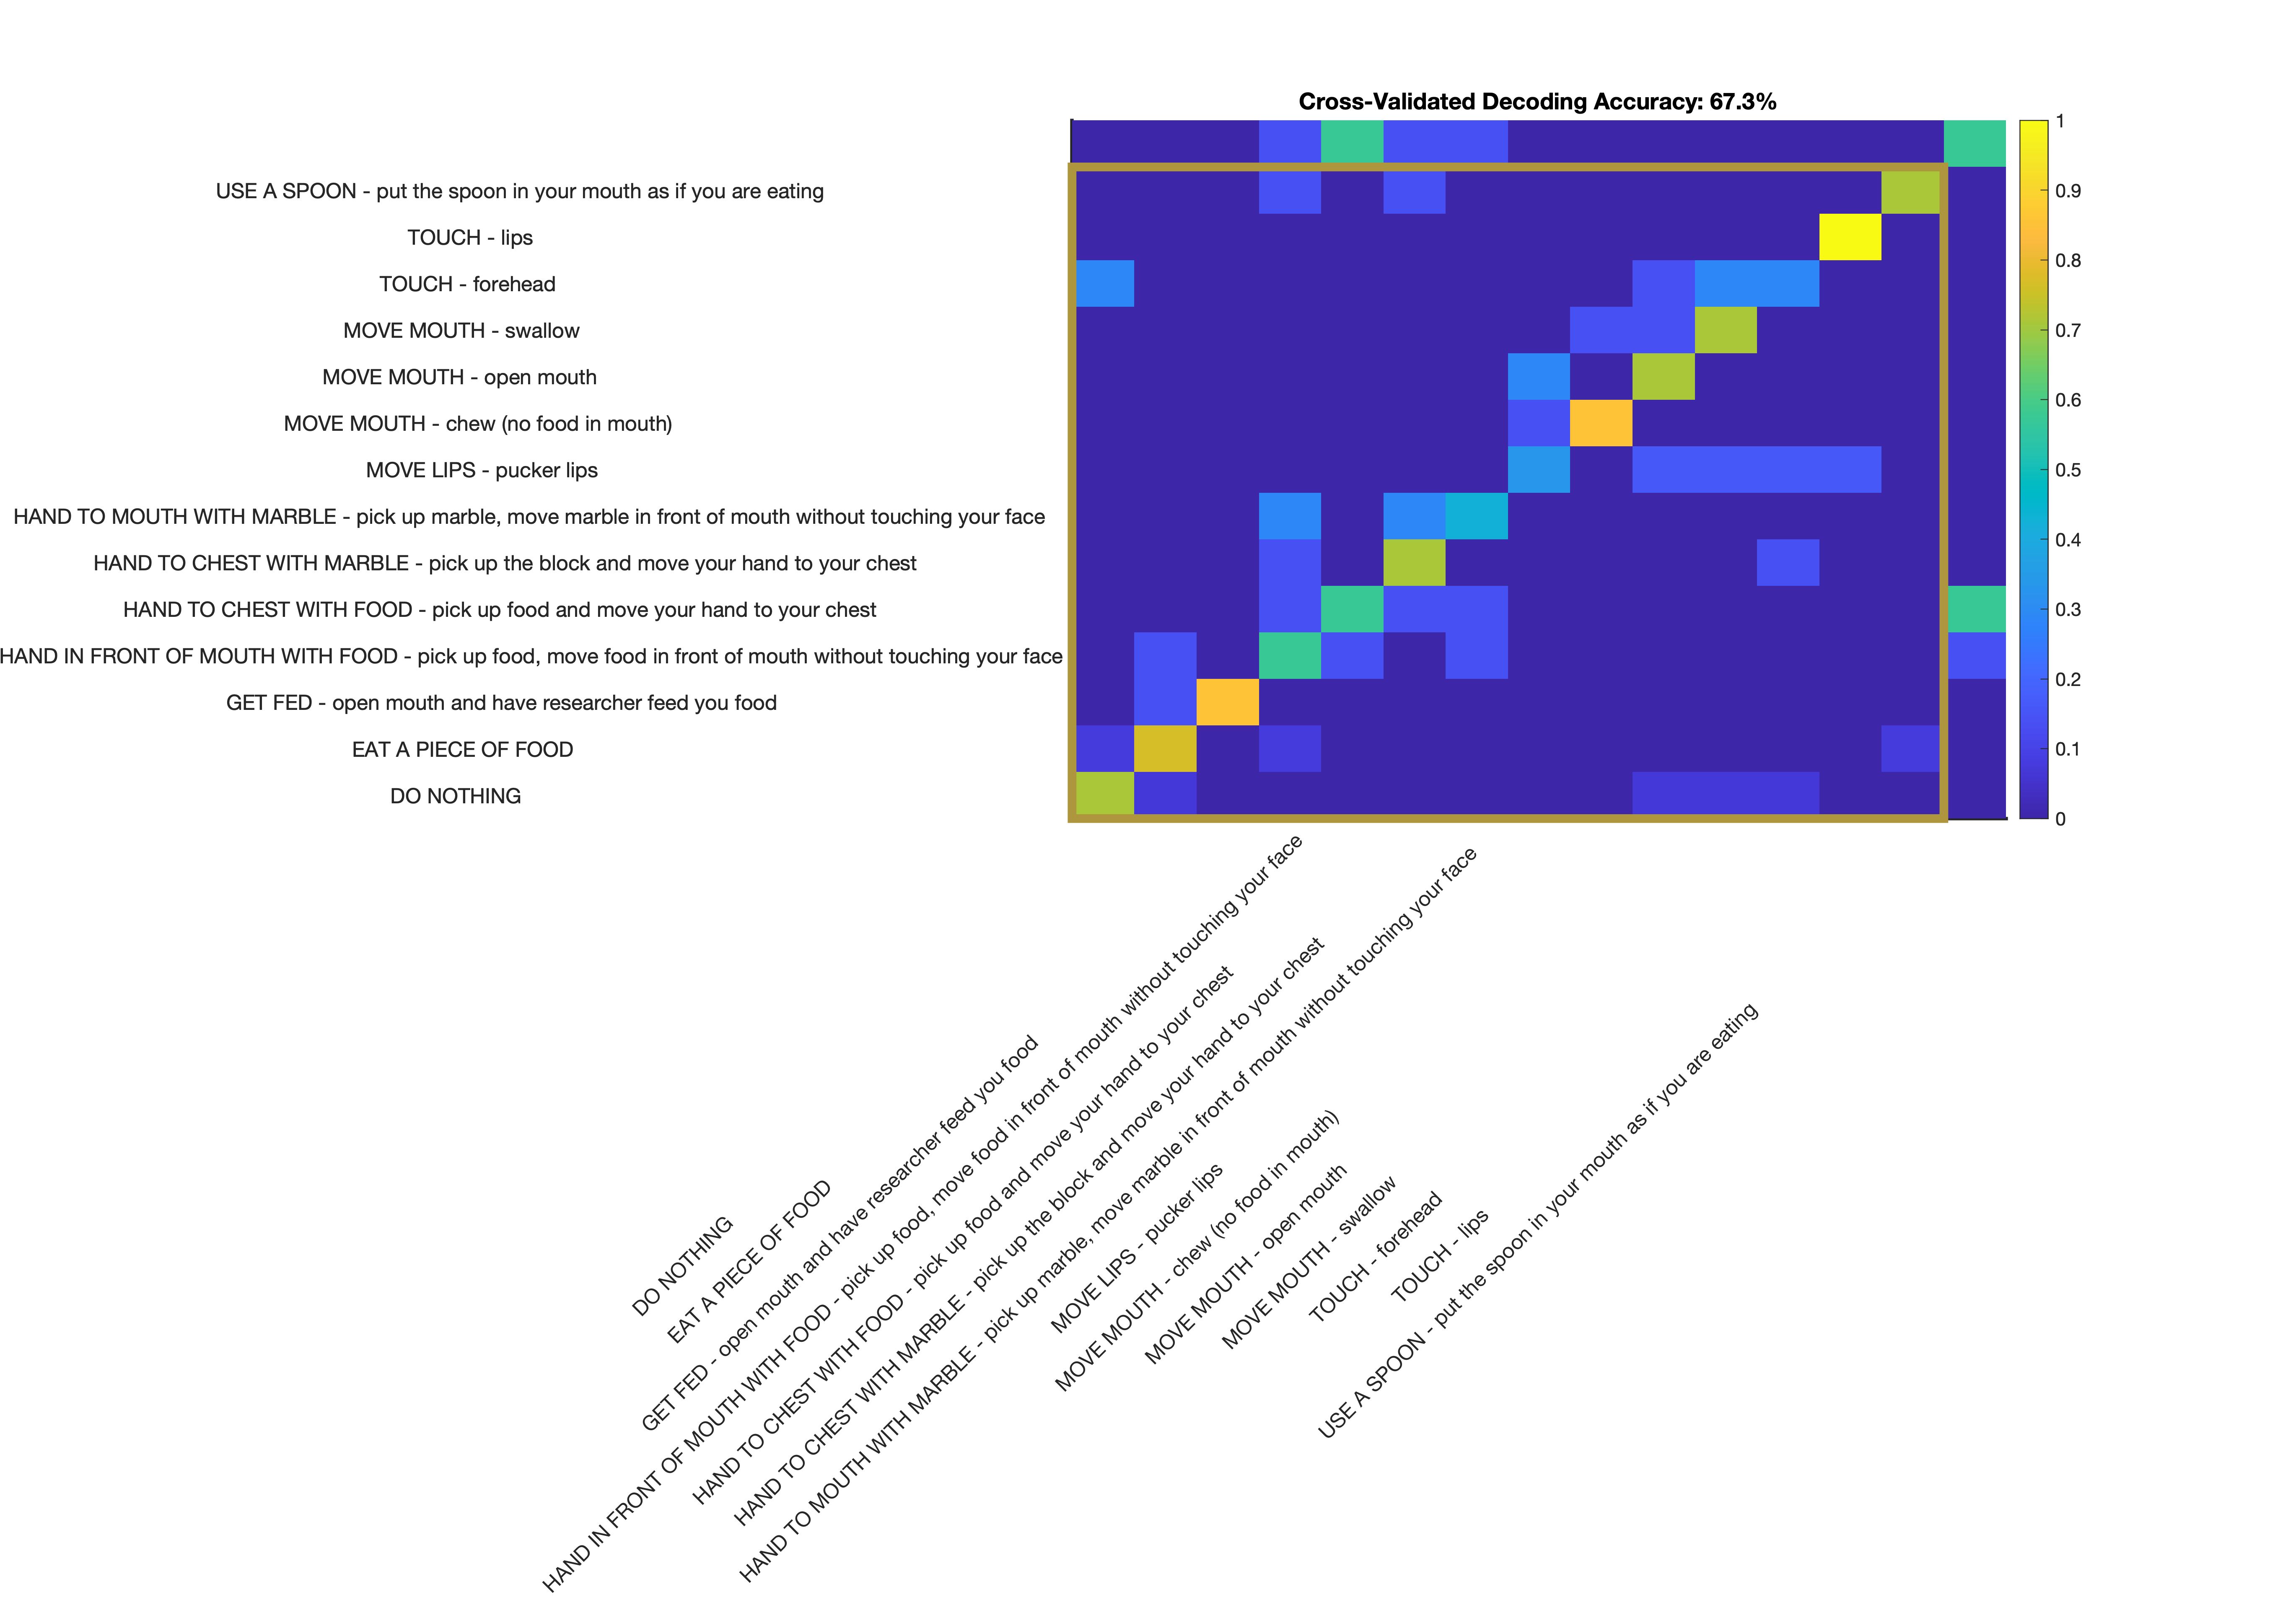 Cross-Validated Decoding Accuracy: 67.3%
USE A SPOON - put the spoon in your mouth as if you are eating
TOUCH - lips
TOUCH - forehead
MOVE MOUTH - swallow
MOVE MOUTH - open mouth
MOVE MOUTH - chew (no food in mouth)
MOVE LIPS - pucker lips
HAND TO MOUTH WITH MARBLE - pick up marble, move marble in front of mouth without touching your face
HAND TO CHEST WITH MARBLE - pick up the block and move your hand to your chest
HAND TO CHEST WITH FOOD - pick up food and move your hand to your chest
HAND IN FRONT OF MOUTH WITH FOOD - pick up food, move food in front of mouth without touching your face
GET FED - open mouth and have researcher feed you food
EAT A PIECE OF FOOD
DO NOTHING
1
0.9
0.8
0.7
0.6
0.5
0.4
0.3
0.2
0.1
0
DO NOTHING
EAT A PIECE OF FOOD
GET FED - open mouth and have researcher feed you food
HAND IN FRONT OF MOUTH WITH FOOD - pick up food, move food in front of mouth without touching your face
HAND TO CHEST WITH FOOD - pick up food and move your hand to your chest
HAND TO CHEST WITH MARBLE - pick up the block and move your hand to your chest
HAND TO MOUTH WITH MARBLE - pick up marble, move marble in front of mouth without touching your face
MOVE LIPS - pucker lips
MOVE MOUTH - chew (no food in mouth)
MOVE MOUTH - open mouth
MOVE MOUTH - swallow
TOUCH - forehead
TOUCH - lips
USE A SPOON - put the spoon in your mouth as if you are eating